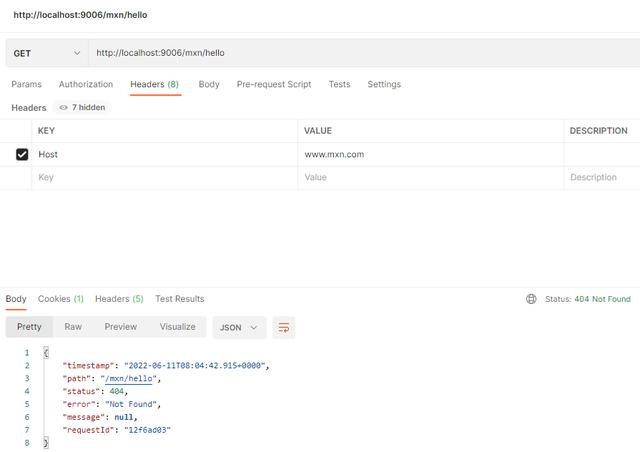 http://localhost:9006/mxn/hello
GET http://localhost:9006/mxn/hello
Params Authorization Headers (8) Body Pre-request Script Tests Settings
Headers 7 hidden
KEY VALUE DESCRIPTION
Host www.mxn.com
Key Value Description
Body Cookies (1) Headers (5) Test Results Status: 404 Not Found
Pretty Raw Preview Visualize JSON
1 {
2 "timestamp": "2022-06-11T08:04:42.915+0000",
3 "path": "/mxn/hello",
4 "status": 404,
5 "error": "Not Found",
6 "message": null,
7 "requestId": "12f6ad03"
8 }